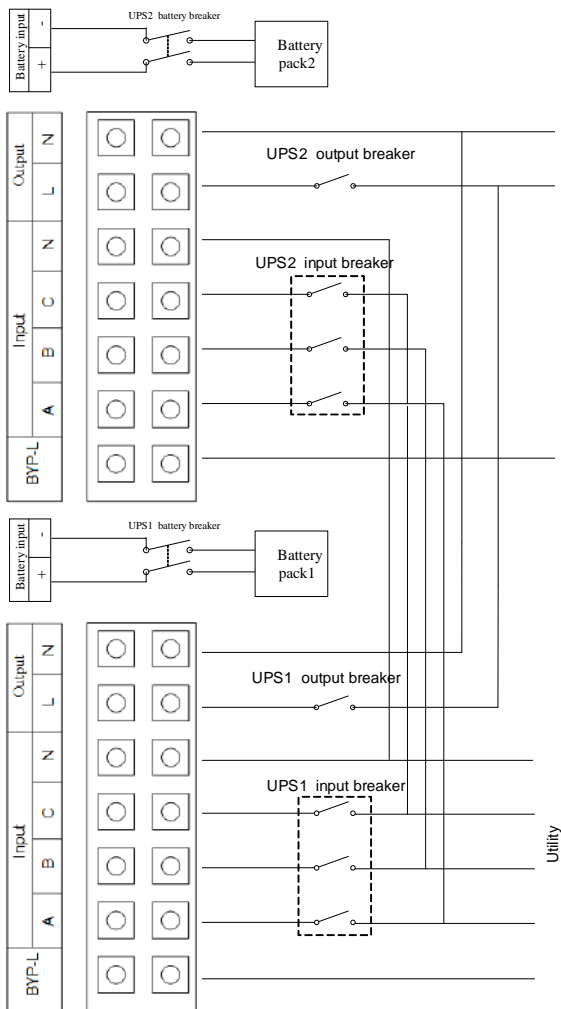 Battery input
-
+
UPS2 battery breaker
Battery
pack2
Output
N
L
UPS2 output breaker
Input
N
C
B
A
UPS2 input breaker
BYP-L
Battery input
-
+
UPS1 battery breaker
Battery
pack1
Output
N
L
UPS1 output breaker
Input
N
C
B
A
UPS1 input breaker
Utility
BYP-L